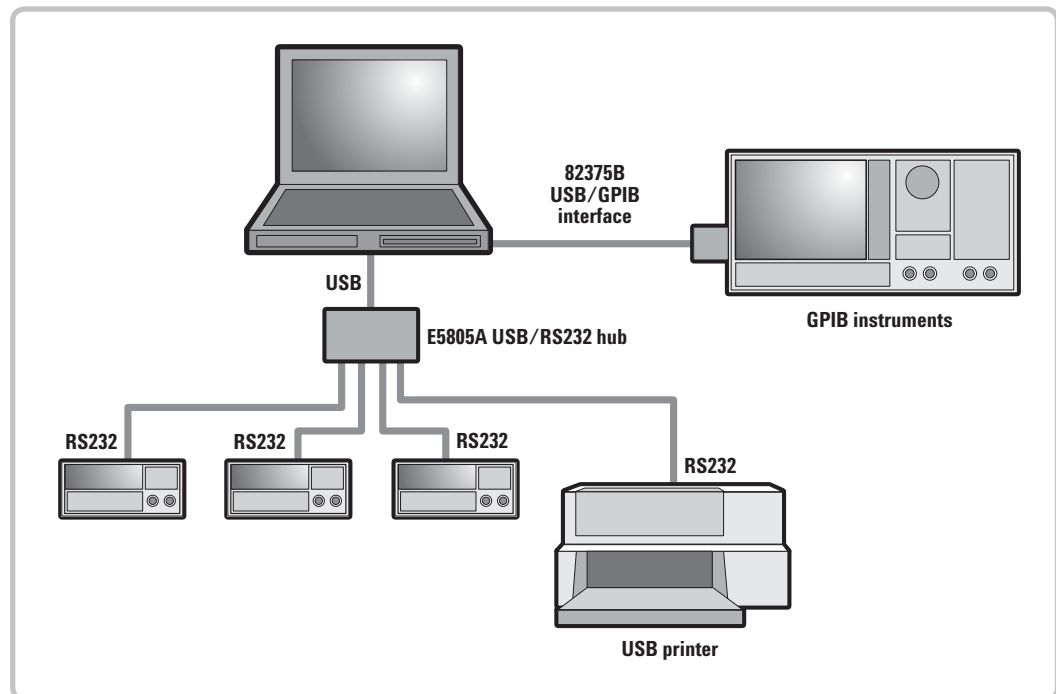 82375B
USB/GPIB
interface
GPIB instruments
USB
E5805A USB/RS232 hub
RS232
RS232
RS232
RS232
USB printer